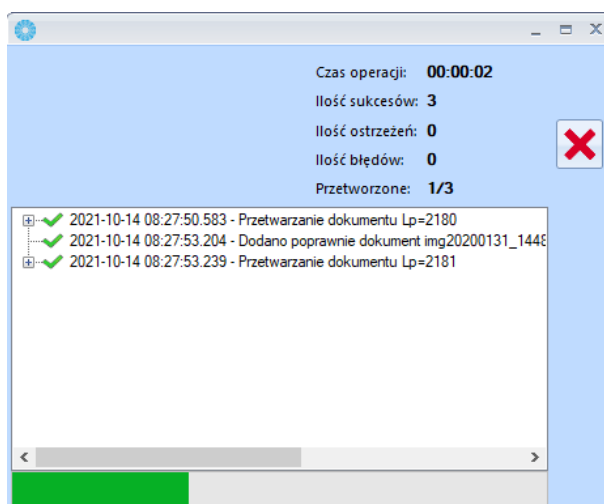 Czas operacji: 00:00:02
Ilość sukcesów: 3
Ilość ostrzeżeń: 0
Ilość błędów: 0
Przetworzone: 1/3
2021-10-14 08:27:50.583 - Przetwarzanie dokumentu Lp=2180
2021-10-14 08:27:53.204 - Dodano poprawnie dokument img20200131_1448
2021-10-14 08:27:53.239 - Przetwarzanie dokumentu Lp=2181